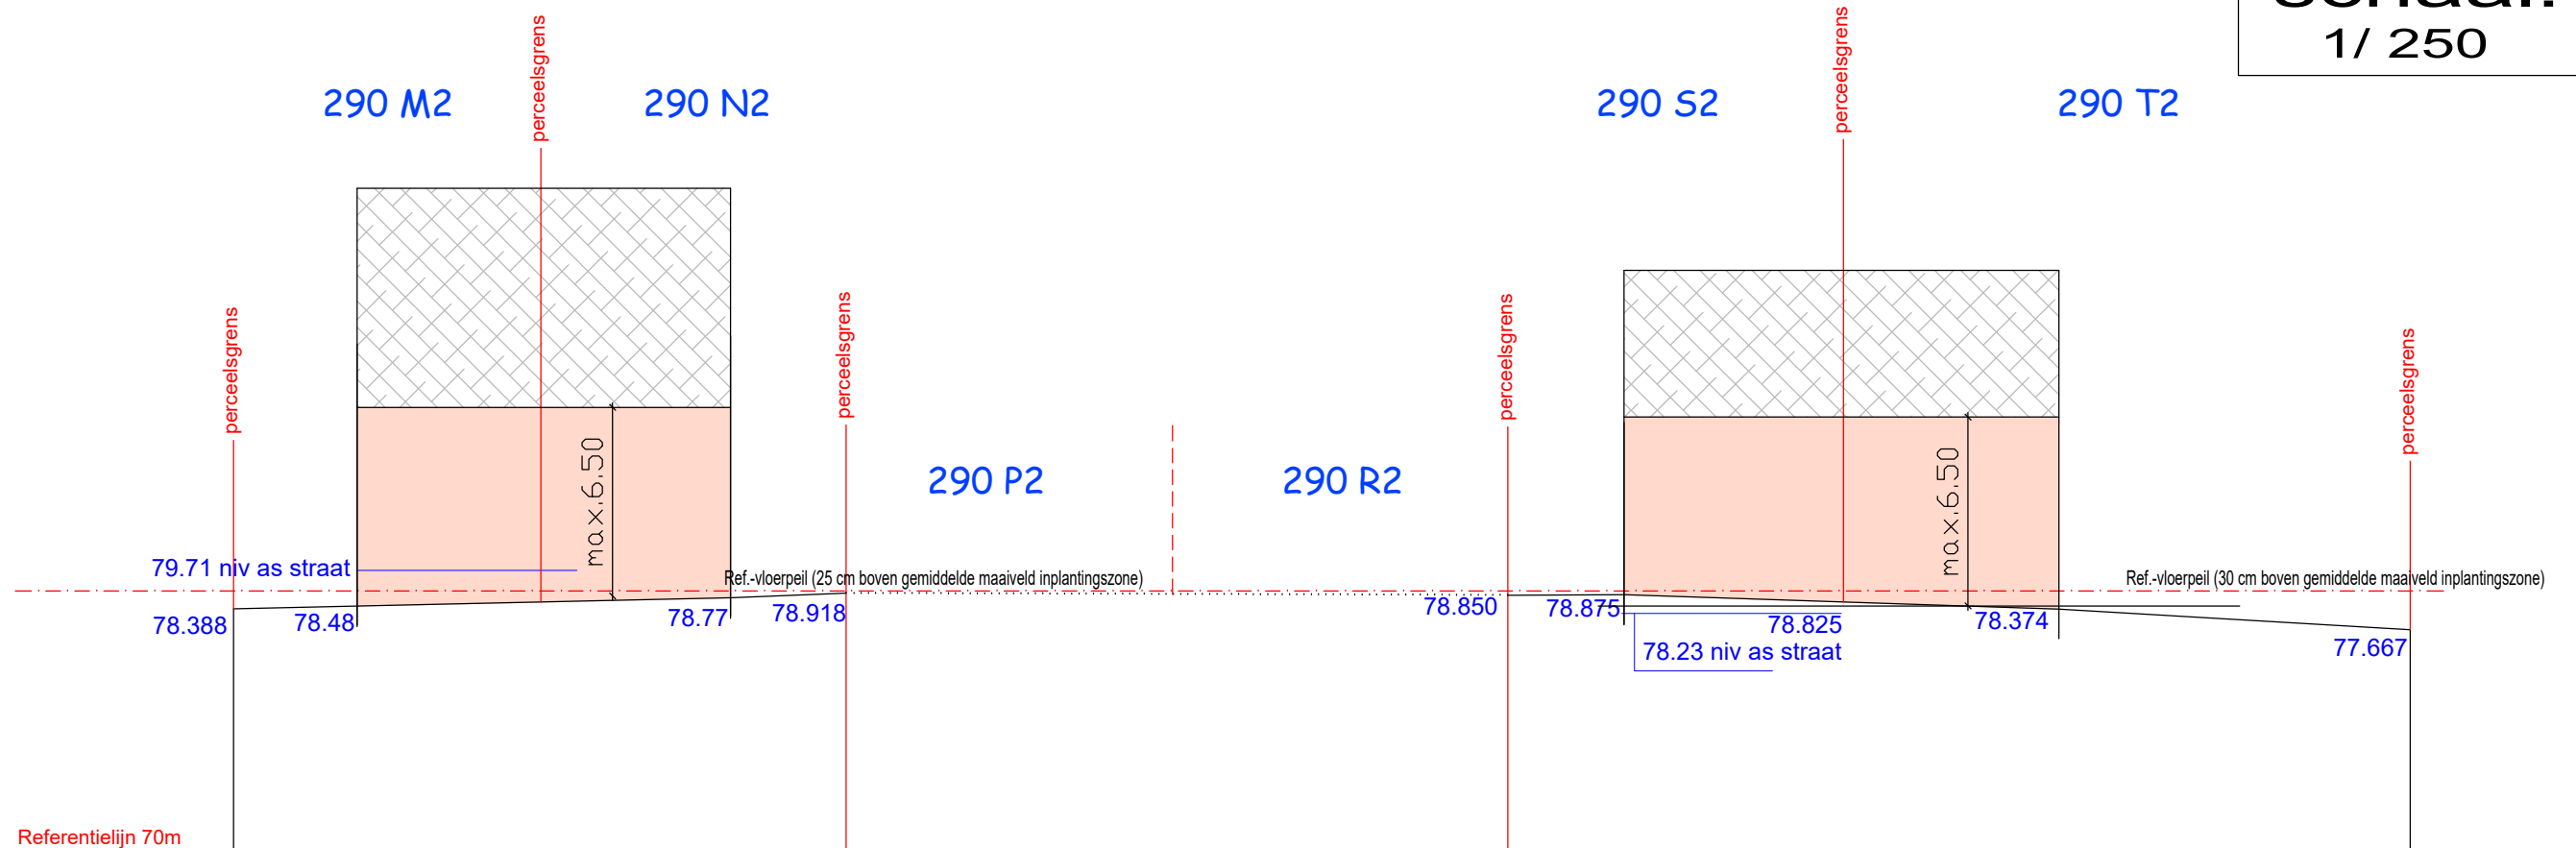 schaal:
1/ 250
290 M2
perceelsgrens
290 N2
290 S2
perceelsgrens
290 T2
perceelsgrens
perceelsgrens
perceelsgrens
perceelsgrens
max.6.50
290 P2
290 R2
max.6.50
79.71 niv as straat
Ref.-vloerpeil (25 cm boven gemiddelde maaiveld inplantingszone)
Ref.-vloerpeil (30 cm boven gemiddelde maaiveld inplantingszone)
78.388
78.48
78.77
78.918
78.850
78.875
78.825
78.374
78.23 niv as straat
77.667
Referentielijn 70m